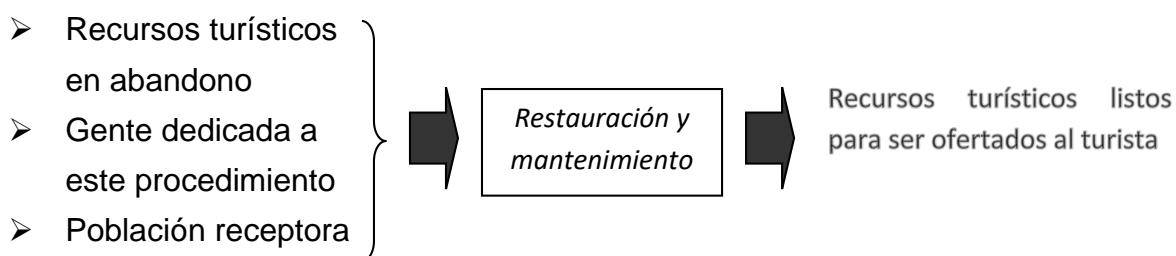 ➢ Recursos turísticos
en abandono
➢ Gente dedicada a
este procedimiento
➢ Población receptora
Restauración y
mantenimiento
Recursos turísticos listos
para ser ofertados al turista